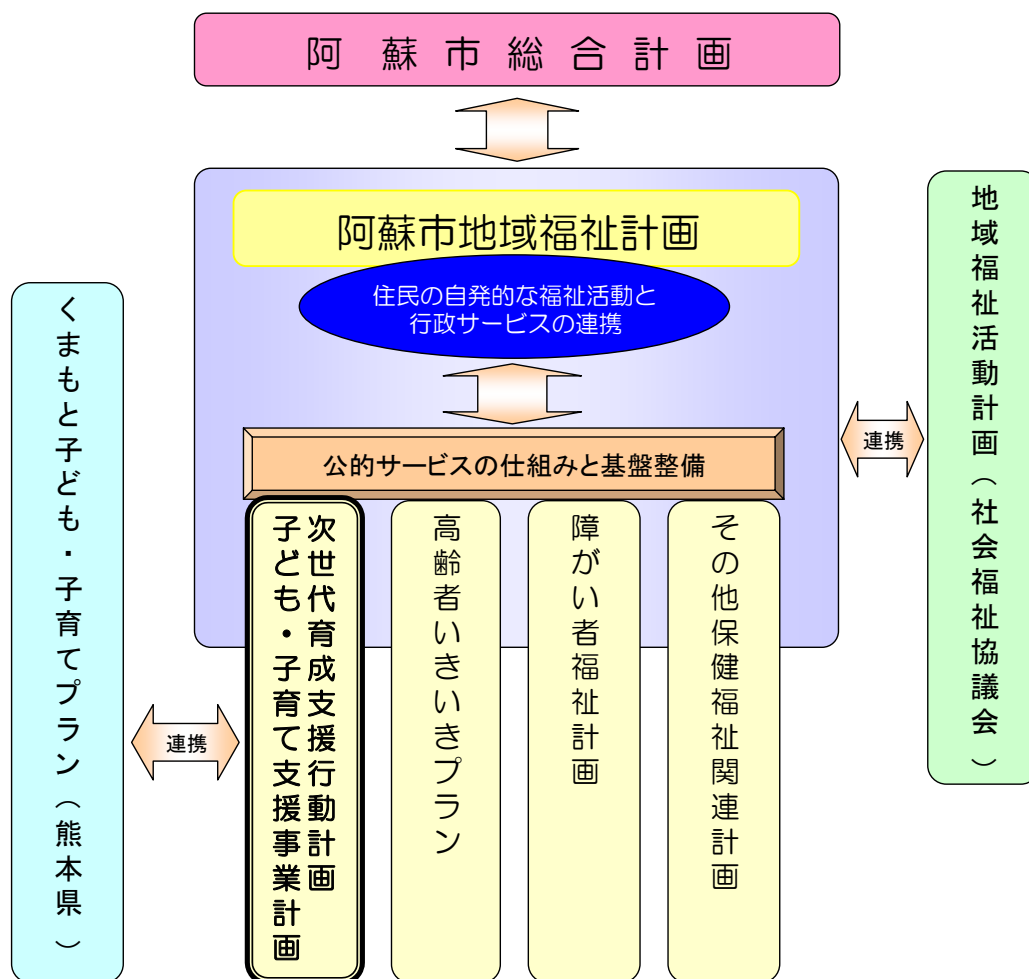 阿蘇市総合計画
阿蘇市地域福祉計画
住民の自発的な福祉活動と
行政サービスの連携
公的サービスの仕組みと基盤整備
次世代育成支援行動計画
子ども・子育て支援事業計画
高齢者いきいきプラン
障がい者福祉計画
その他保健福祉関連計画
くまもと子ども・子育てプラン（熊本県）
連携
連携
地域福祉活動計画（社会福祉協議会）